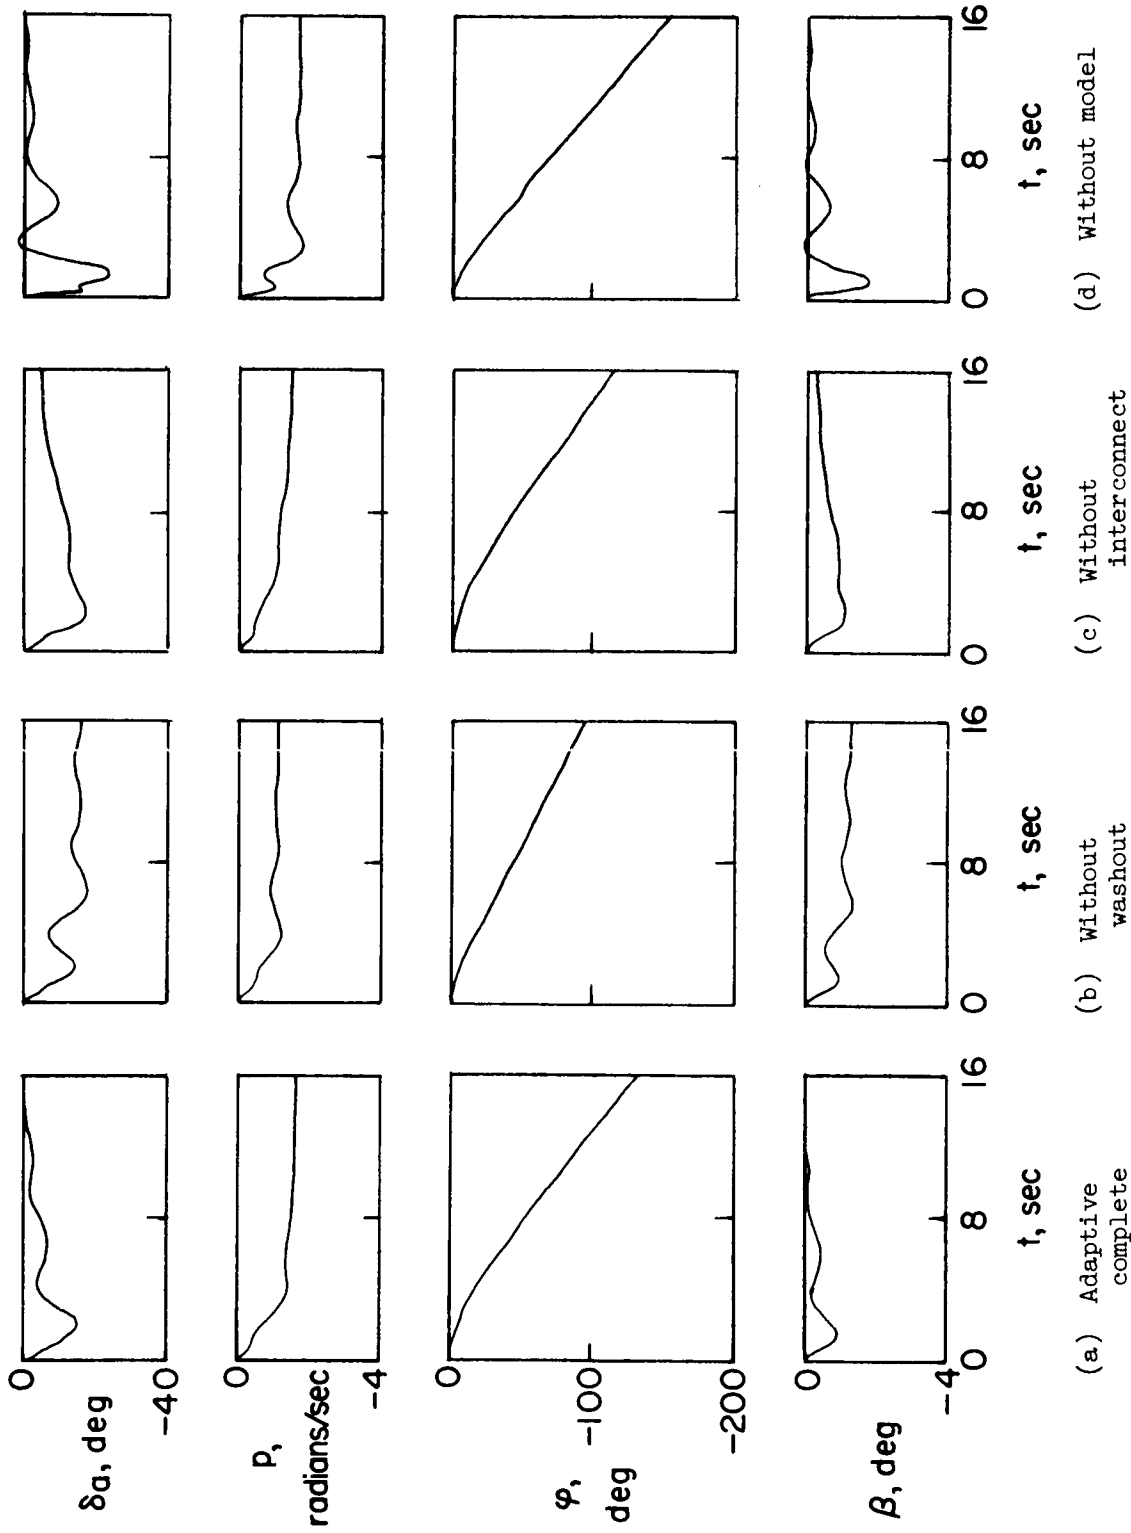 0
δa, deg
-40
0
p,
radians/sec
-4
0
φ,
deg
-100
-200
0
β, deg
-4
0 8 16
t, sec
(a) Adaptive
complete
0 8 16
t, sec
(b) Without
washout
0 8 16
t, sec
(c) Without
interconnect
0 8 16
t, sec
(d) Without model